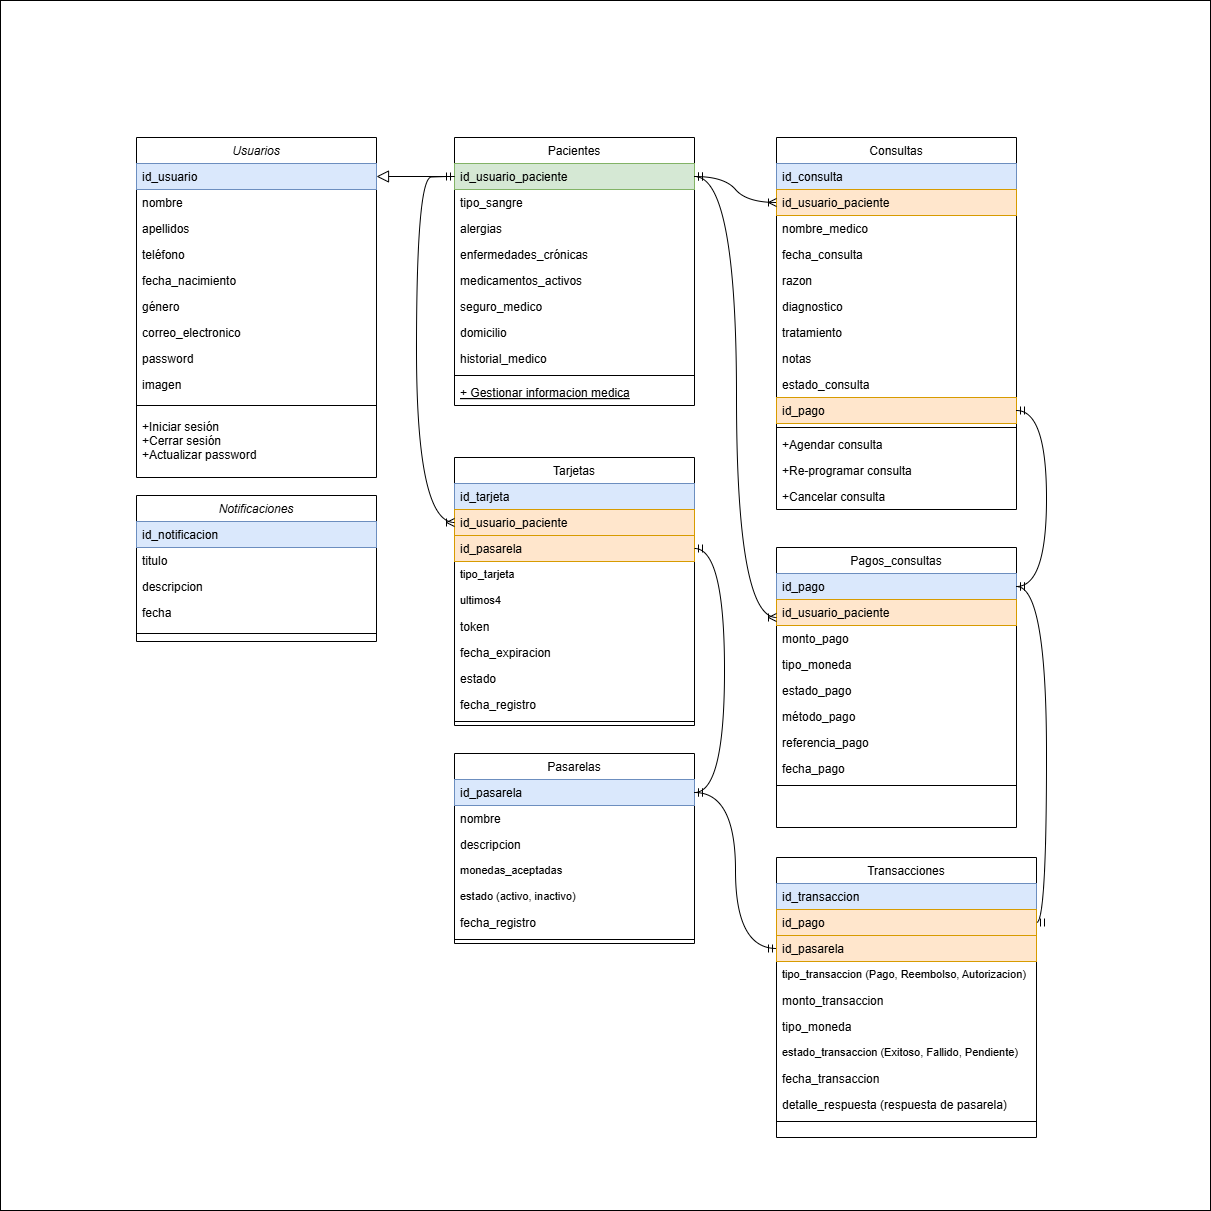 Usuarios
id_usuario
nombre
apellidos
teléfono
fecha_nacimiento
género
correo_electronico
password
imagen
+Iniciar sesión
+Cerrar sesión
+Actualizar password
Notificaciones
id_notificacion
titulo
descripcion
fecha
Pacientes
id_usuario_paciente
tipo_sangre
alergias
enfermedades_crónicas
medicamentos_activos
seguro_medico
domicilio
historial_medico
+ Gestionar informacion medica
Tarjetas
id_tarjeta
id_usuario_paciente
id_pasarela
tipo_tarjeta
ultimos4
token
fecha_expiracion
estado
fecha_registro
Pasarelas
id_pasarela
nombre
descripcion
monedas_aceptadas
estado (activo, inactivo)
fecha_registro
Consultas
id_consulta
id_usuario_paciente
nombre_medico
fecha_consulta
razon
diagnostico
tratamiento
notas
estado_consulta
id_pago
+Agendar consulta
+Re-programar consulta
+Cancelar consulta
Pagos_consultas
id_pago
id_usuario_paciente
monto_pago
tipo_moneda
estado_pago
método_pago
referencia_pago
fecha_pago
Transacciones
id_transaccion
id_pago
id_pasarela
tipo_transaccion (Pago, Reembolso, Autorizacion)
monto_transaccion
tipo_moneda
estado_transaccion (Exitoso, Fallido, Pendiente)
fecha_transaccion
detalle_respuesta (respuesta de pasarela)